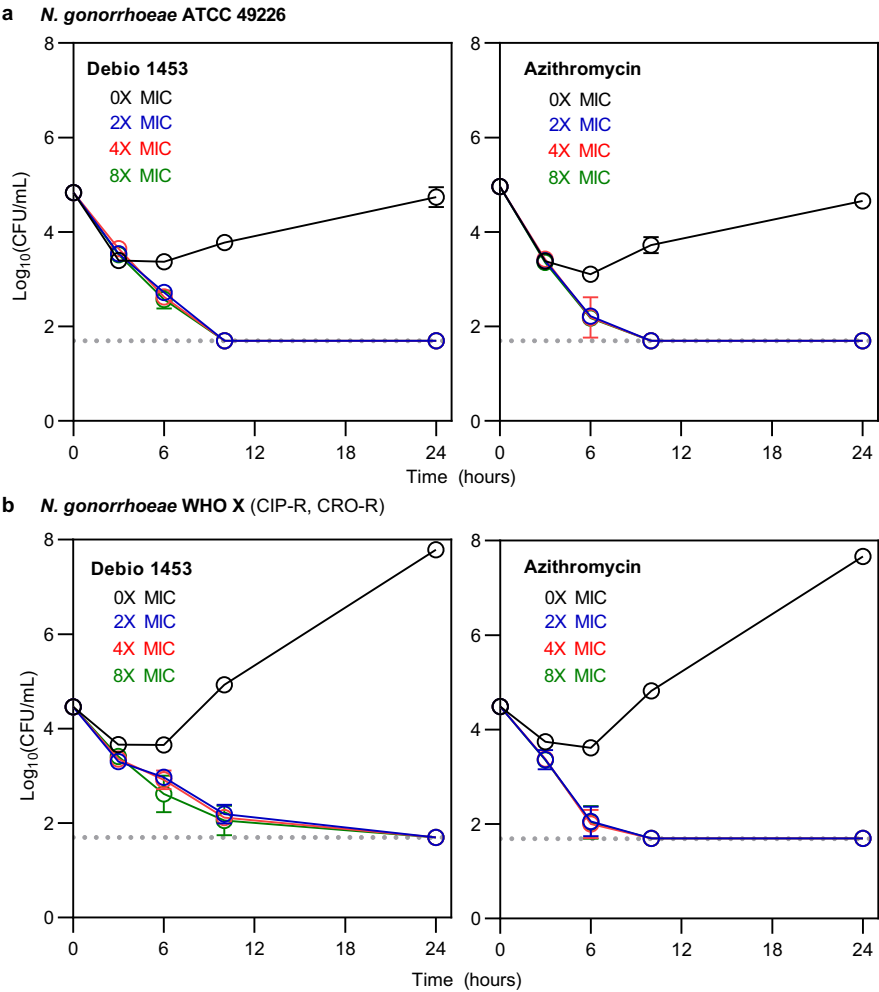 a N. gonorrhoeae ATCC 49226
Debio 1453
0X MIC
2X MIC
4X MIC
8X MIC
Azithromycin
0X MIC
2X MIC
4X MIC
8X MIC
Log10(CFU/mL)
8
6
4
2
0
0 6 12 18 24
8
6
4
2
0
0 6 12 18 24
Time (hours)
b N. gonorrhoeae WHO X (CIP-R, CRO-R)
Debio 1453
0X MIC
2X MIC
4X MIC
8X MIC
Azithromycin
0X MIC
2X MIC
4X MIC
8X MIC
Log10(CFU/mL)
8
6
4
2
0
0 6 12 18 24
8
6
4
2
0
0 6 12 18 24
Time (hours)